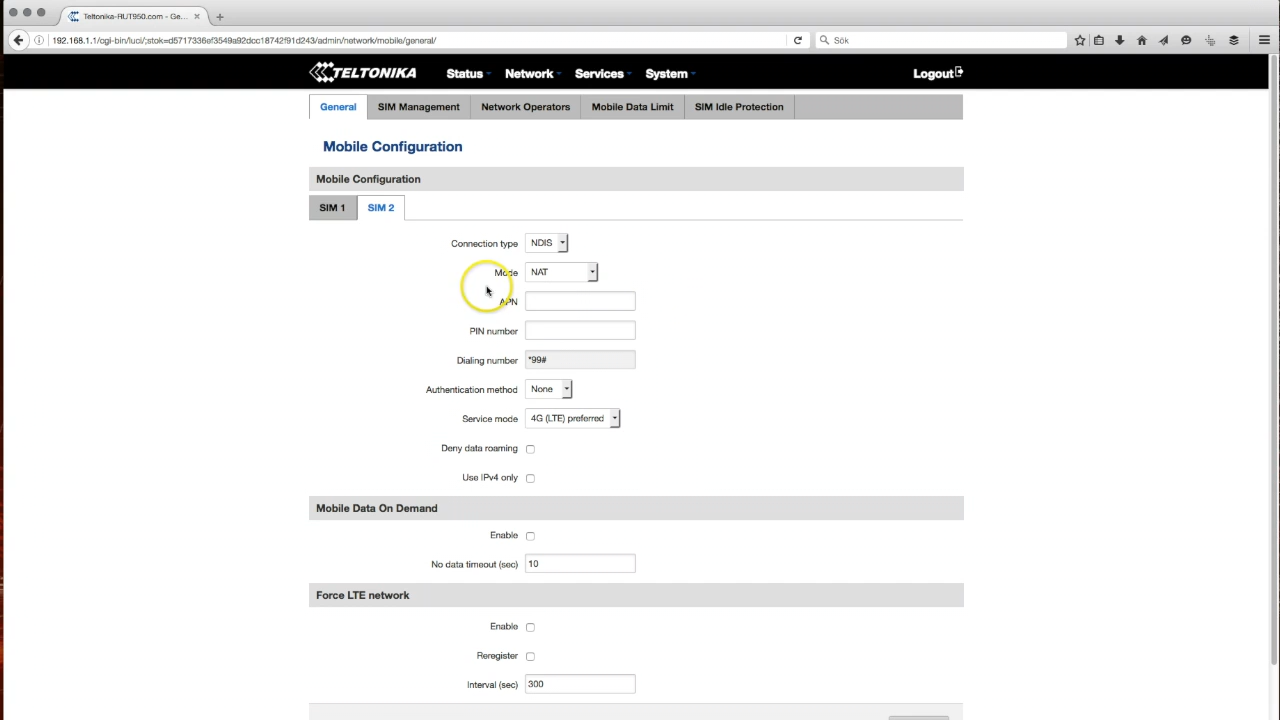 Teltonika-RUT950.com - Ge...
192.168.1.1/cgi-bin/luci/;stok=d5717336ef3549a92dcc18742f91d243/admin/network/mobile/general/
Sök
TELTONIKA Status Network Services System Logout
General SIM Management Network Operators Mobile Data Limit SIM Idle Protection
Mobile Configuration
Mobile Configuration
SIM 1 SIM 2
Connection type NDIS
Mode NAT
APN
PIN number
Dialing number *99#
Authentication method None
Service mode 4G (LTE) preferred
Deny data roaming
Use IPv4 only
Mobile Data On Demand
Enable
No data timeout (sec) 10
Force LTE network
Enable
Reregister
Interval (sec) 300